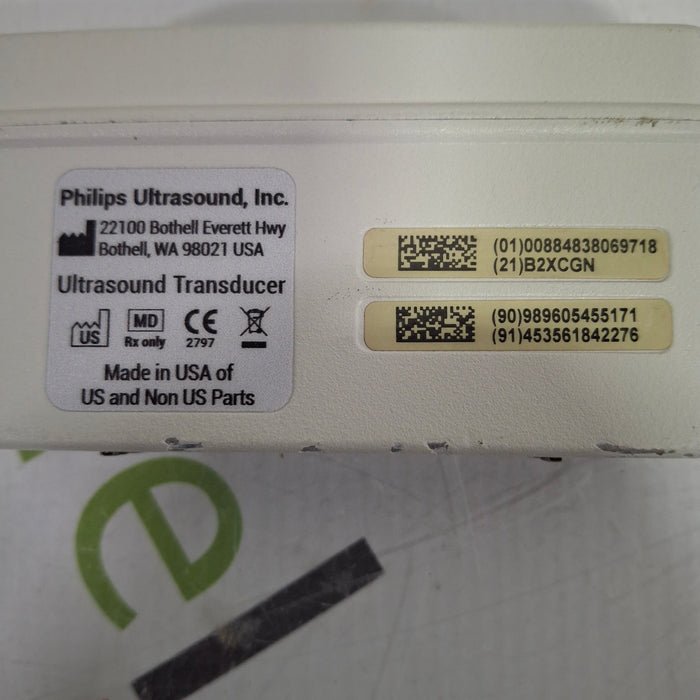 Philips Ultrasound, Inc.
22100 Bothell Everett Hwy
Bothell, WA 98021 USA
Ultrasound Transducer
US
MD
Rx only
CE
2797
Made in USA of
US and Non US Parts
(01)00884838069718
(21)B2XCGN
(90)989605455171
(91)453561842276
e